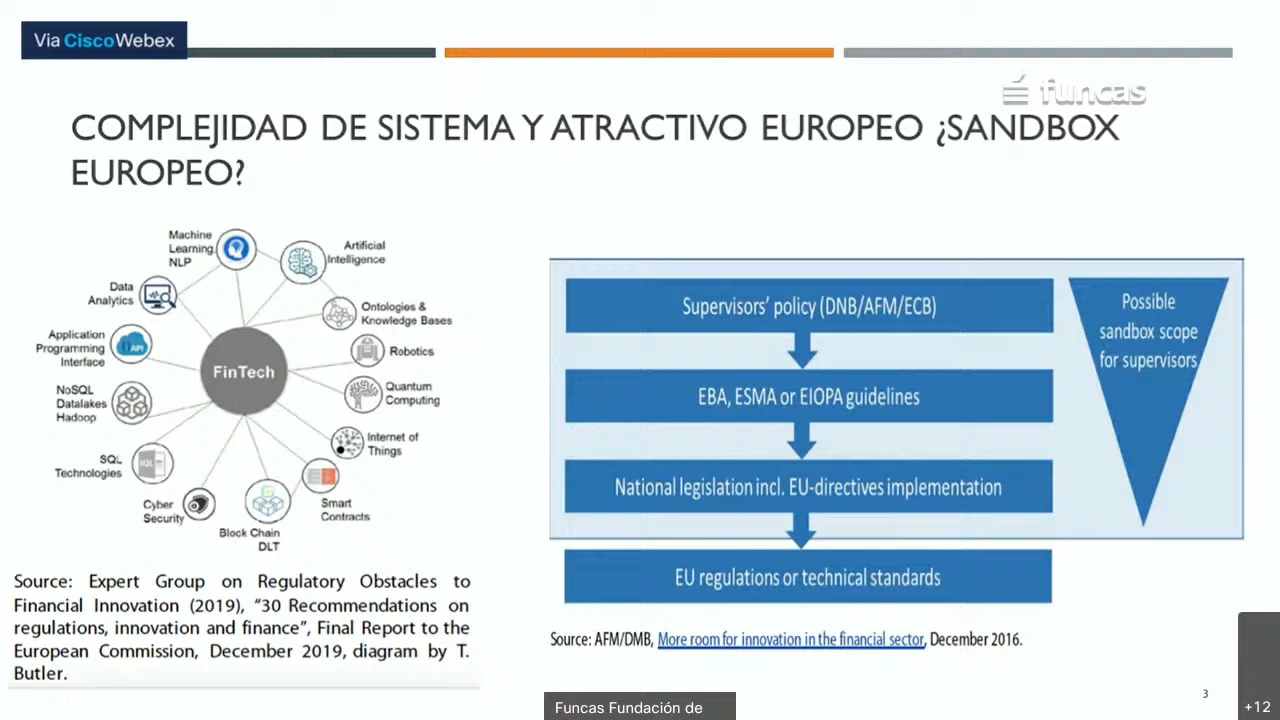 Vía CiscoWebex
funcas
COMPLEJIDAD DE SISTEMA Y ATRACTIVO EUROPEO ¿SANDBOX
EUROPEO?
Machine
Learning,
NLP
Artificial
Intelligence
Data
Analytics
Ontologies &
Knowledge Bases
Application
Programming
Interface
API
Robotics
FinTech
Quantum
Computing
NoSQL
Datalakes
Hadoop
Internet of
Things
SQL
Technologies
SQL
Smart
Contracts
Cyber
Security
Block Chain
DLT
Source: Expert Group on Regulatory Obstacles to
Financial Innovation (2019), “30 Recommendations on
regulations, innovation and finance”, Final Report to the
European Commission, December 2019, diagram by T.
Butler.
Supervisors’ policy (DNB/AFM/ECB)
EBA, ESMA or EIOPA guidelines
National legislation incl. EU-directives implementation
EU regulations or technical standards
Possible
sandbox scope
for supervisors
Source: AFM/DMB, More room for innovation in the financial sector, December 2016.
3
Funcas Fundación de
+12